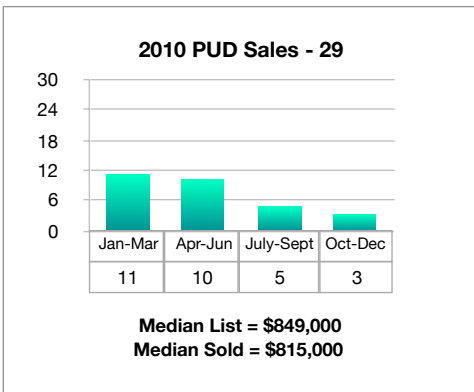 2010 PUD Sales - 29
30
24
18
12
6
0
Jan-Mar Apr-Jun July-Sept Oct-Dec
11 10 5 3
Median List = $849,000
Median Sold = $815,000